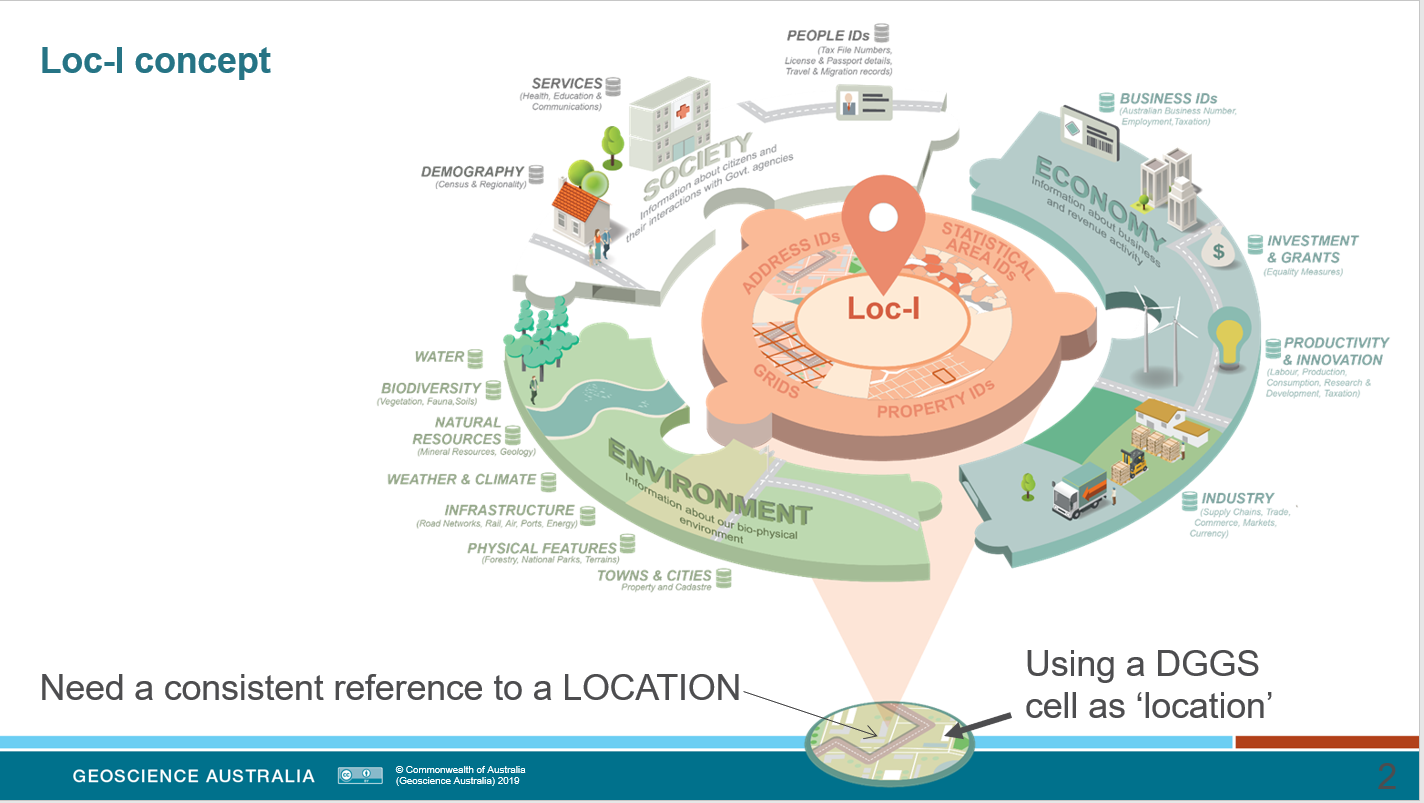 Loc-I concept
PEOPLE IDs
(Tax File Numbers,
License & Passport details,
Travel & Migration records)
SERVICES
(Health, Education &
Communications)
DEMOGRAPHY
(Census & Regionality)
SOCIETY
Information about citizens and
their interactions with Govt. agencies
BUSINESS IDs
(Australian Business Number,
Employment,Taxation)
ECONOMY
Information about business
and revenue activity
$
INVESTMENT
& GRANTS
(Equality Measures)
PRODUCTIVITY
& INNOVATION
(Labour, Production,
Consumption, Research &
Development, Taxation)
INDUSTRY
(Supply Chains, Trade,
Commerce, Markets,
Currency)
ADDRESS IDs
STATISTICAL
AREA IDs
Loc-I
GRIDS
PROPERTY IDs
WATER
BIODIVERSITY
(Vegetation, Fauna,Soils)
NATURAL
RESOURCES
(Mineral Resources, Geology)
WEATHER & CLIMATE
INFRASTRUCTURE
(Road Networks, Rail, Air, Ports, Energy)
PHYSICAL FEATURES
(Forestry, National Parks, Terrains)
TOWNS & CITIES
Property and Cadastre
ENVIRONMENT
Information about our bio-physical
environment
Need a consistent reference to a LOCATION
Using a DGGS
cell as ‘location’
GEOSCIENCE AUSTRALIA
cc
BY
© Commonwealth of Australia
(Geoscience Australia) 2019
2